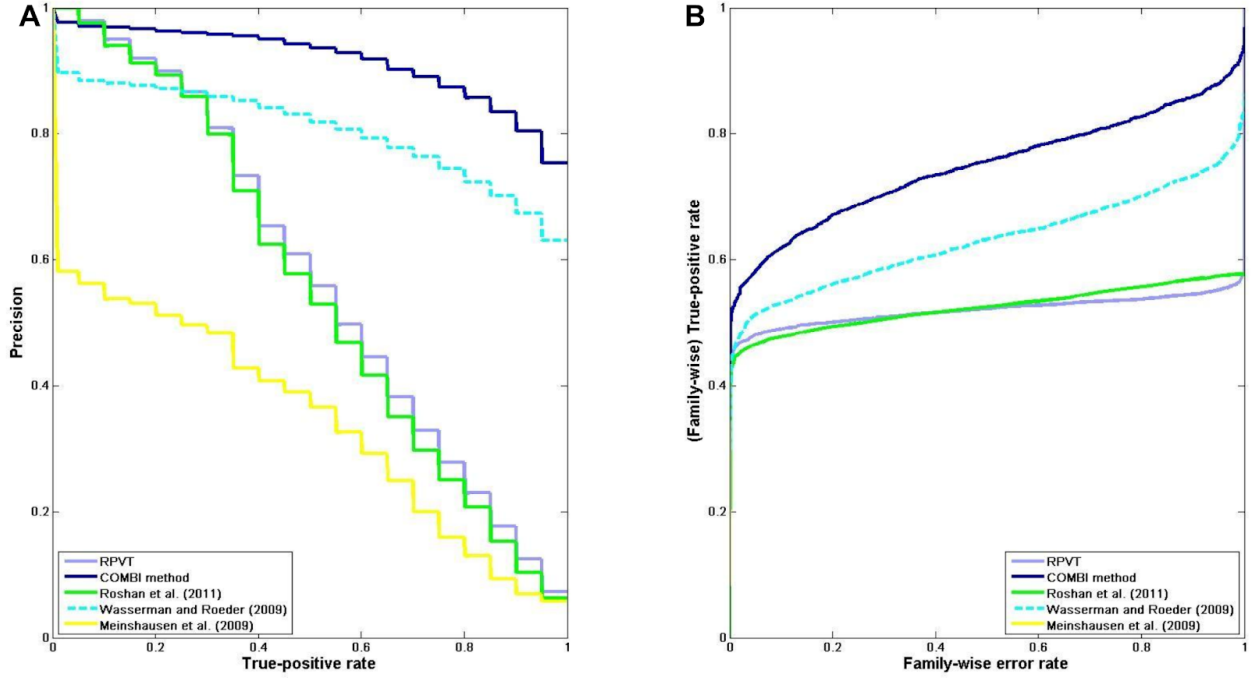 A
1
0.8
0.6
0.4
0.2
0
Precision
RPVT
COMBI method
Roshan et al. (2011)
Wasserman and Roeder (2009)
Meinshausen et al. (2009)
0
0.2
0.4
0.6
0.8
1
True-positive rate
B
1
0.8
0.6
0.4
0.2
0
(Family-wise) True-positive rate
RPVT
COMBI method
Roshan et al. (2011)
Wasserman and Roeder (2009)
Meinshausen et al. (2009)
0
0.2
0.4
0.6
0.8
1
Family-wise error rate